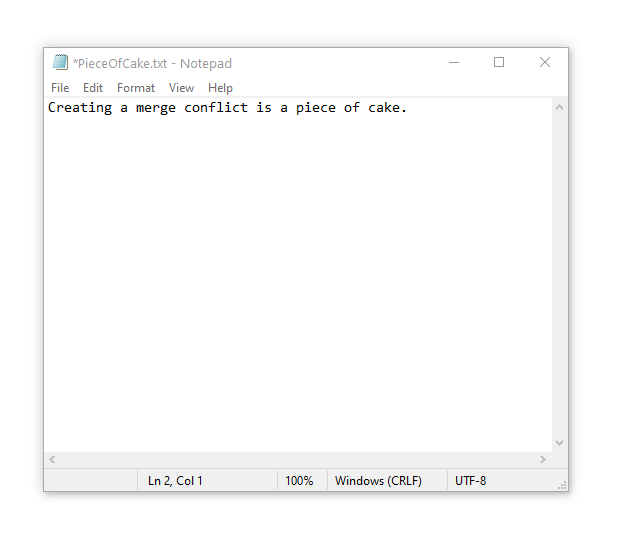 *PieceOfCake.txt - Notepad
File Edit Format View Help
Creating a merge conflict is a piece of cake.
Ln 2, Col 1 100% Windows (CRLF) UTF-8